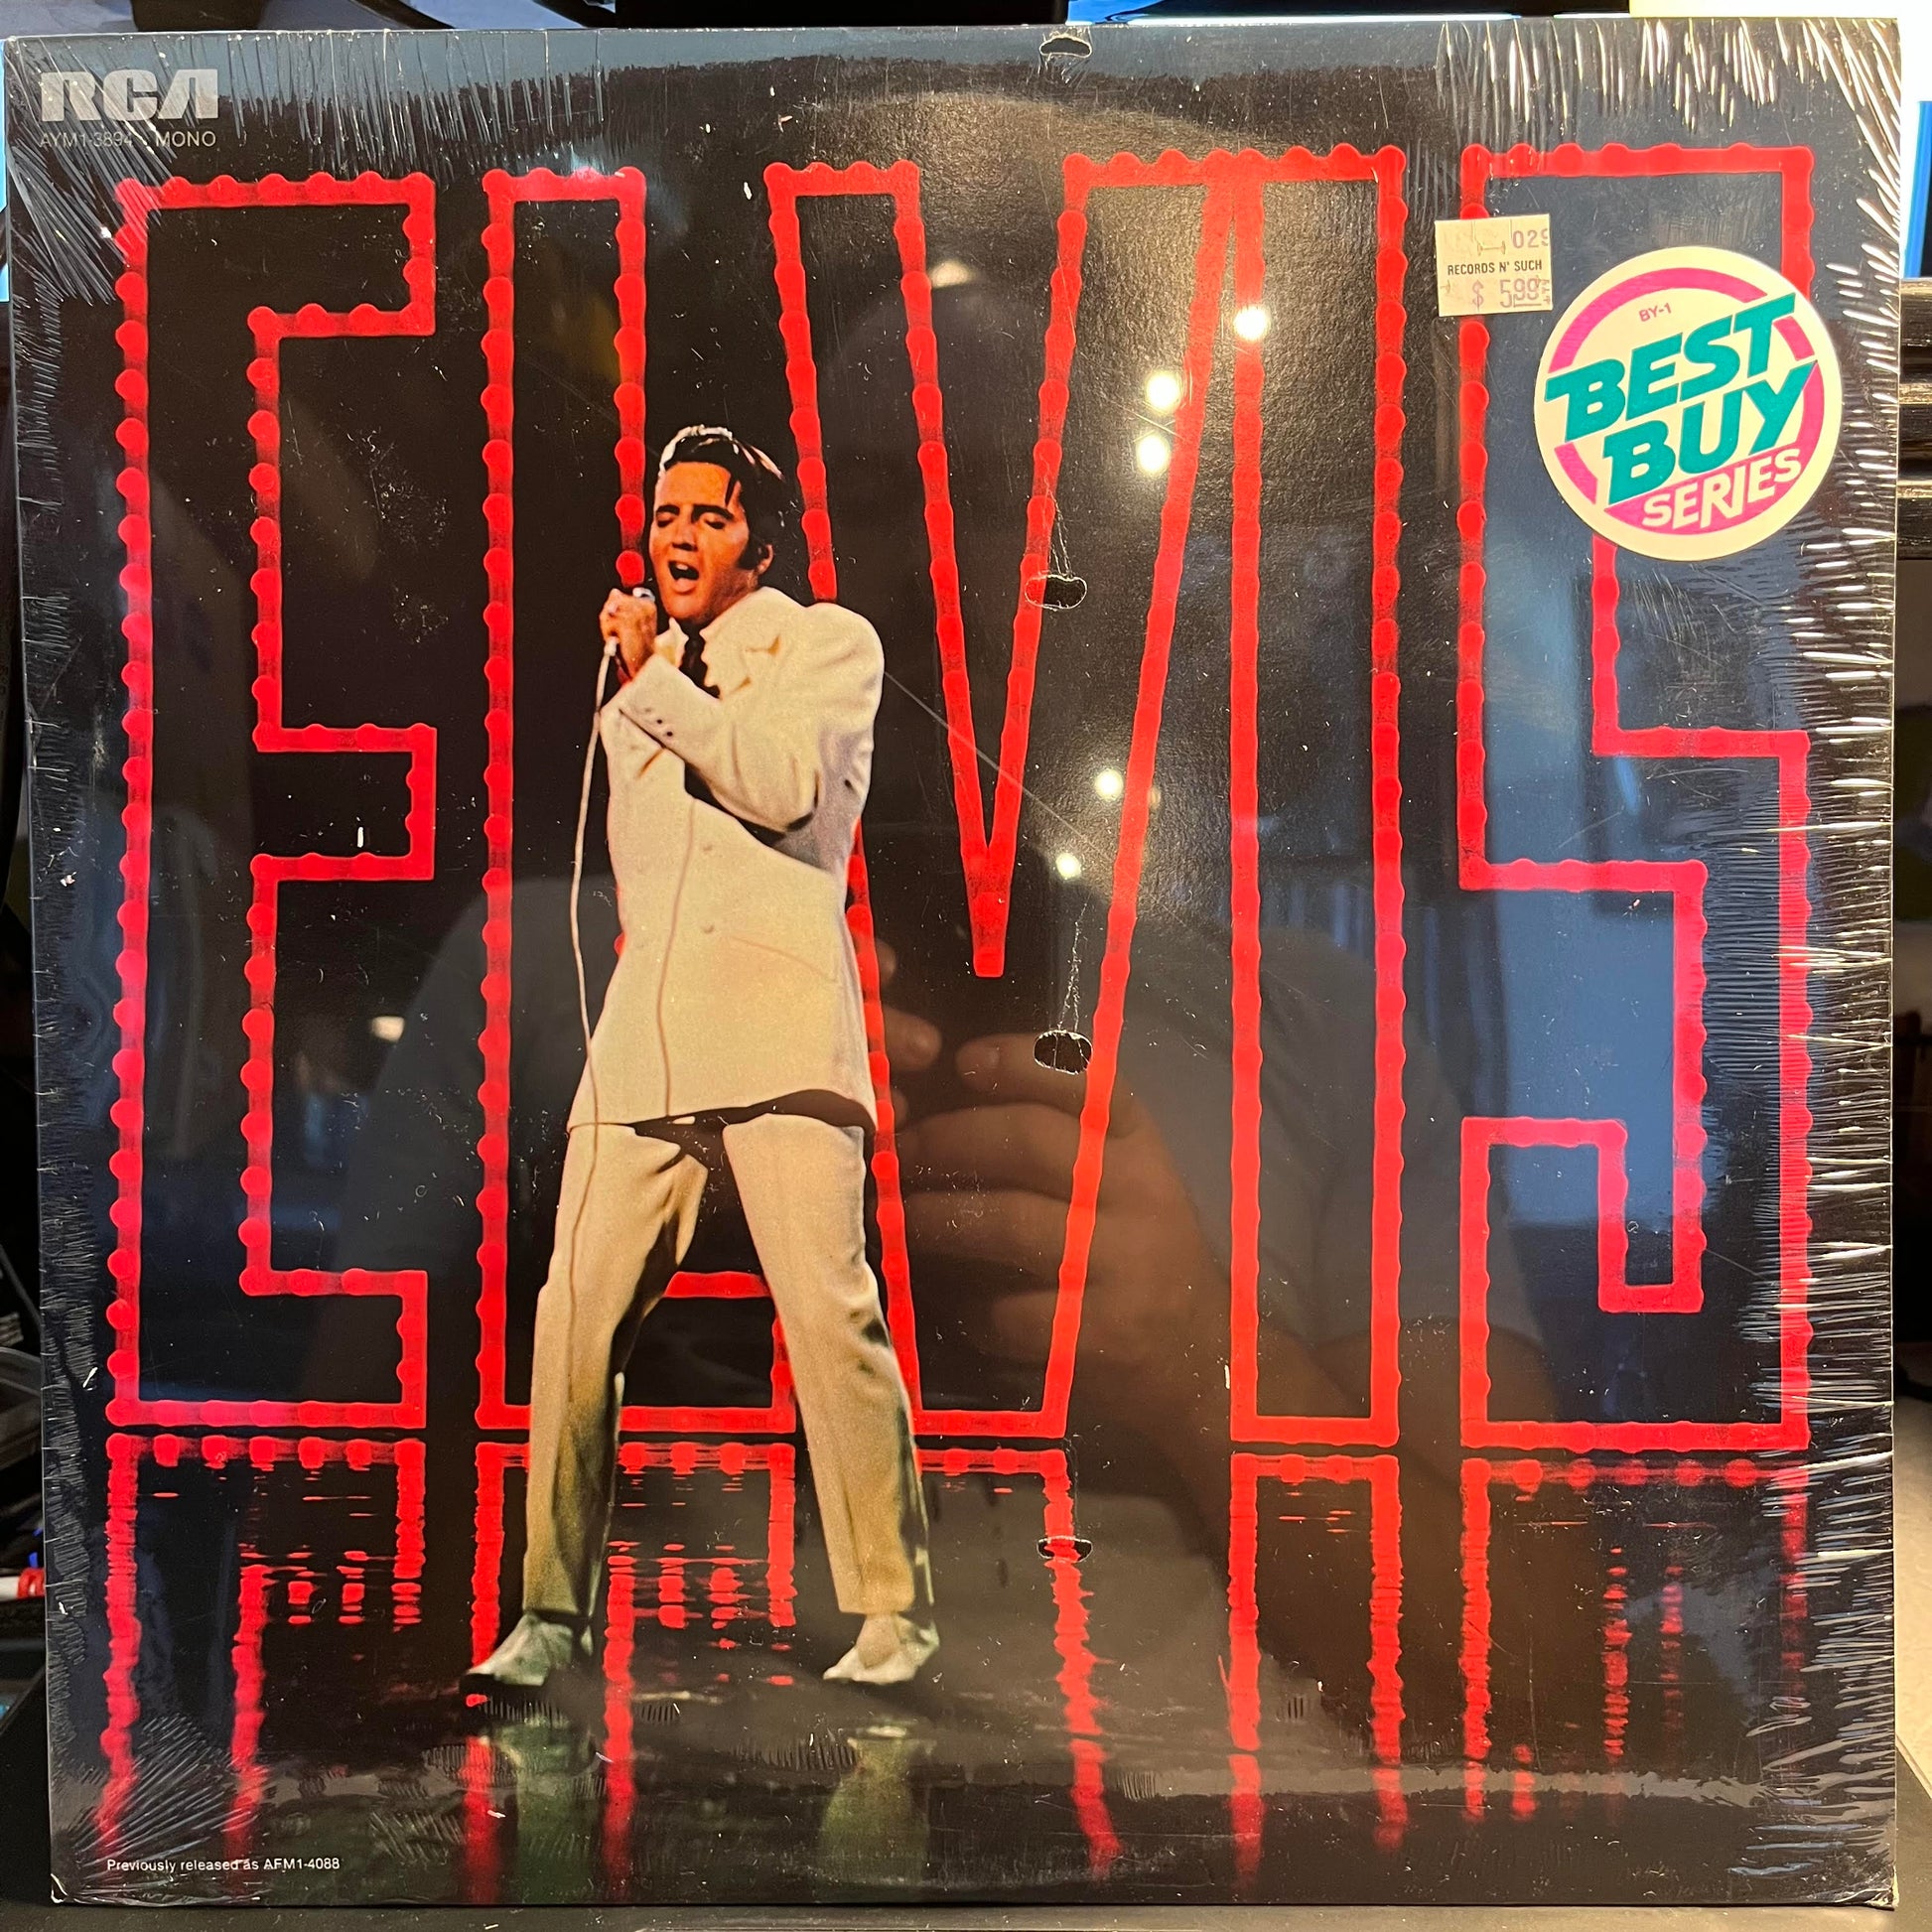 RCA
AYM1-3894 MONO
ELVIS
029
RECORDS N' SUCH
$ 5.99
BY-1
BEST
BUY
SERIES
Previously released as AFM1-4088